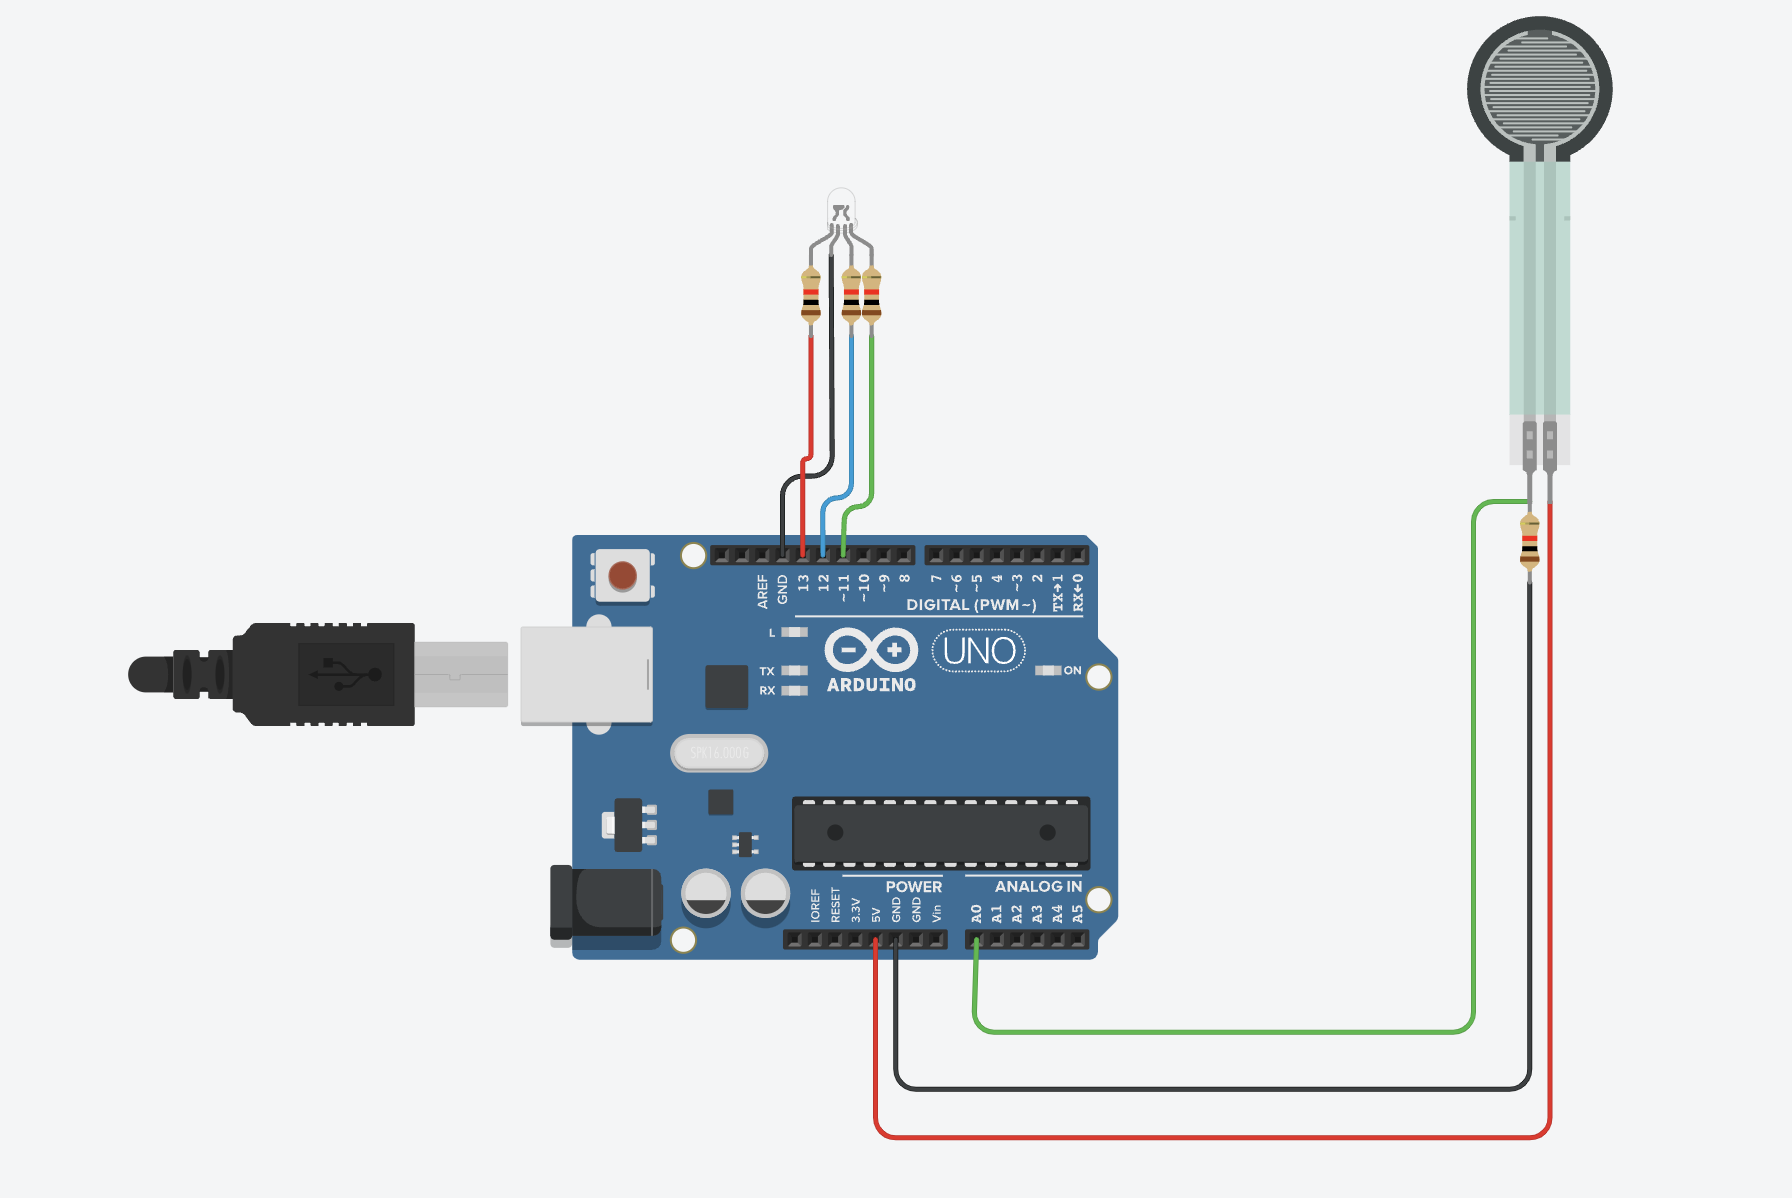 AREF
GND
13
12
~11
~10
~9
8
7
~6
~5
4
~3
2
TX→1
RX←0
DIGITAL (PWM ~)
L
TX
RX
ARDUINO
UNO
ON
SPK16.000G
POWER
ANALOG IN
IOREF
RESET
3.3V
5V
GND
GND
Vin
A0
A1
A2
A3
A4
A5